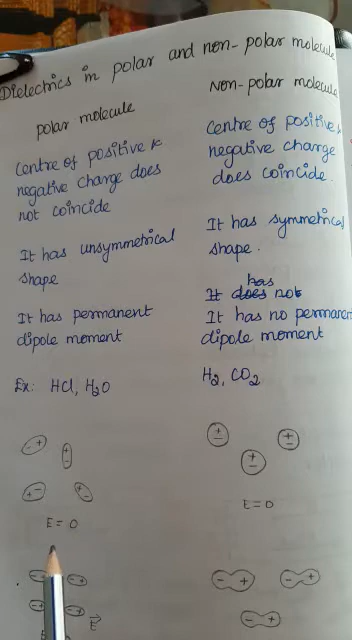 Dielectrics in polar and non-polar molecule
polar molecule
Centre of positive &
negative charge does
not coincide
It has unsymmetrical
shape
It has permanent
dipole moment
Ex: HCl, H2O
- +
+ -
+ -
+ -
E = 0
- +
- +
- +
- +
E
Non-polar molecule
Centre of positive &
negative charge
does coincide.
It has symmetrical
shape.
has
It does not
It has no permanent
dipole moment
H2, CO2
+ -
+ -
+ -
E = 0
- +
- +
- +